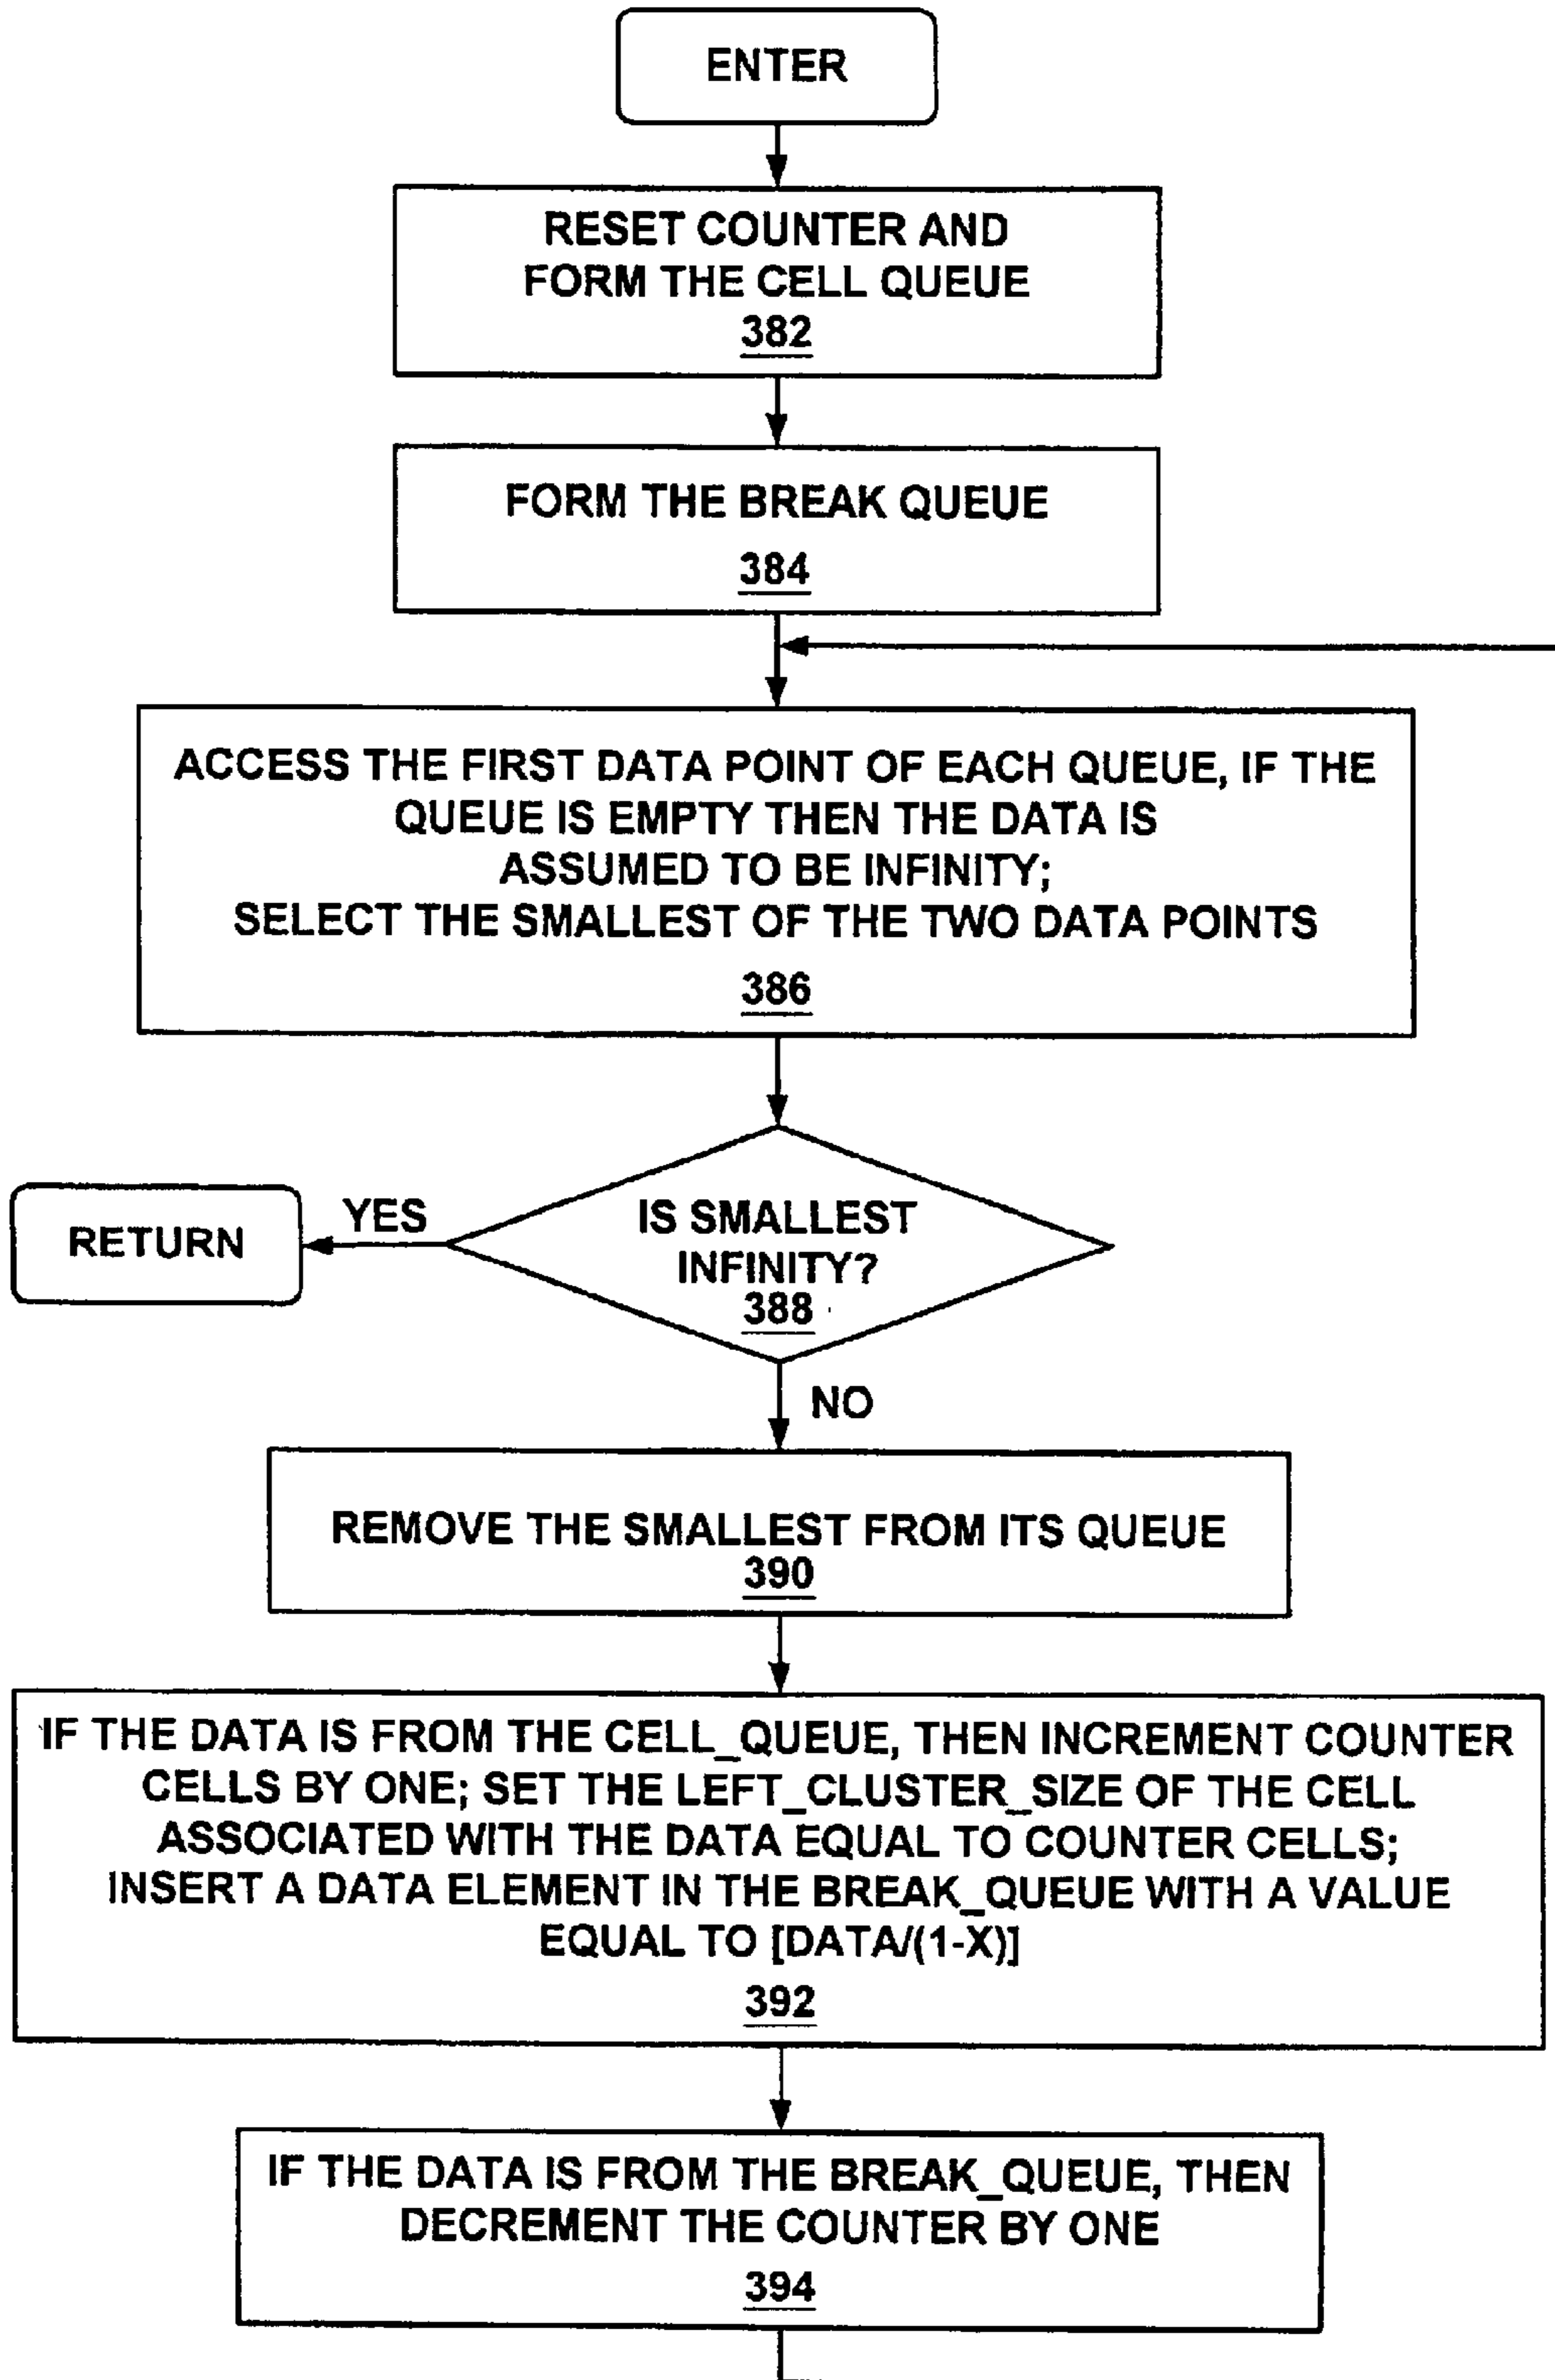 ENTER
RESET COUNTER AND
FORM THE CELL QUEUE
382
FORM THE BREAK QUEUE
384
ACCESS THE FIRST DATA POINT OF EACH QUEUE, IF THE
QUEUE IS EMPTY THEN THE DATA IS
ASSUMED TO BE INFINITY;
SELECT THE SMALLEST OF THE TWO DATA POINTS
386
IS SMALLEST
INFINITY?
388
YES
RETURN
NO
REMOVE THE SMALLEST FROM ITS QUEUE
390
IF THE DATA IS FROM THE CELL_QUEUE, THEN INCREMENT COUNTER
CELLS BY ONE; SET THE LEFT_CLUSTER_SIZE OF THE CELL
ASSOCIATED WITH THE DATA EQUAL TO COUNTER CELLS;
INSERT A DATA ELEMENT IN THE BREAK_QUEUE WITH A VALUE
EQUAL TO [DATA/(1-X)]
392
IF THE DATA IS FROM THE BREAK_QUEUE, THEN
DECREMENT THE COUNTER BY ONE
394